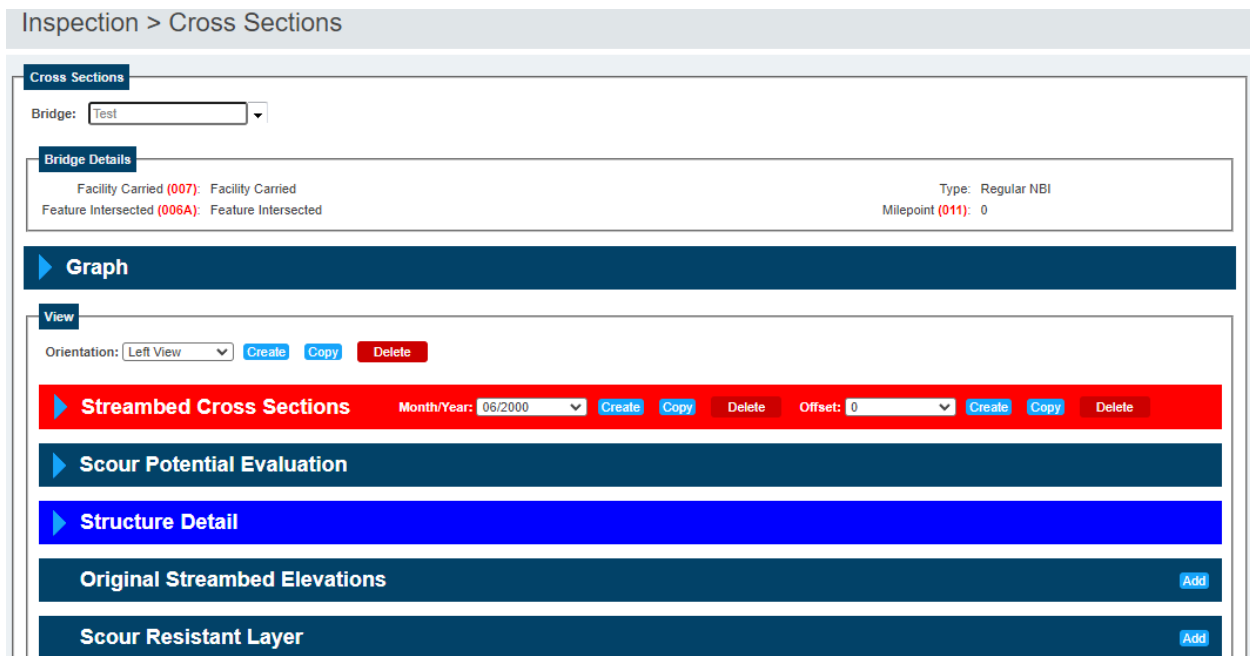 Inspection > Cross Sections
Cross Sections
Bridge: Test
Bridge Details
Facility Carried (007): Facility Carried Type: Regular NBI
Feature Intersected (006A): Feature Intersected Milepoint (011): 0
Graph
View
Orientation: Left View Create Copy Delete
Streambed Cross Sections Month/Year: 06/2000 Create Copy Delete Offset: 0 Create Copy Delete
Scour Potential Evaluation
Structure Detail
Original Streambed Elevations Add
Scour Resistant Layer Add